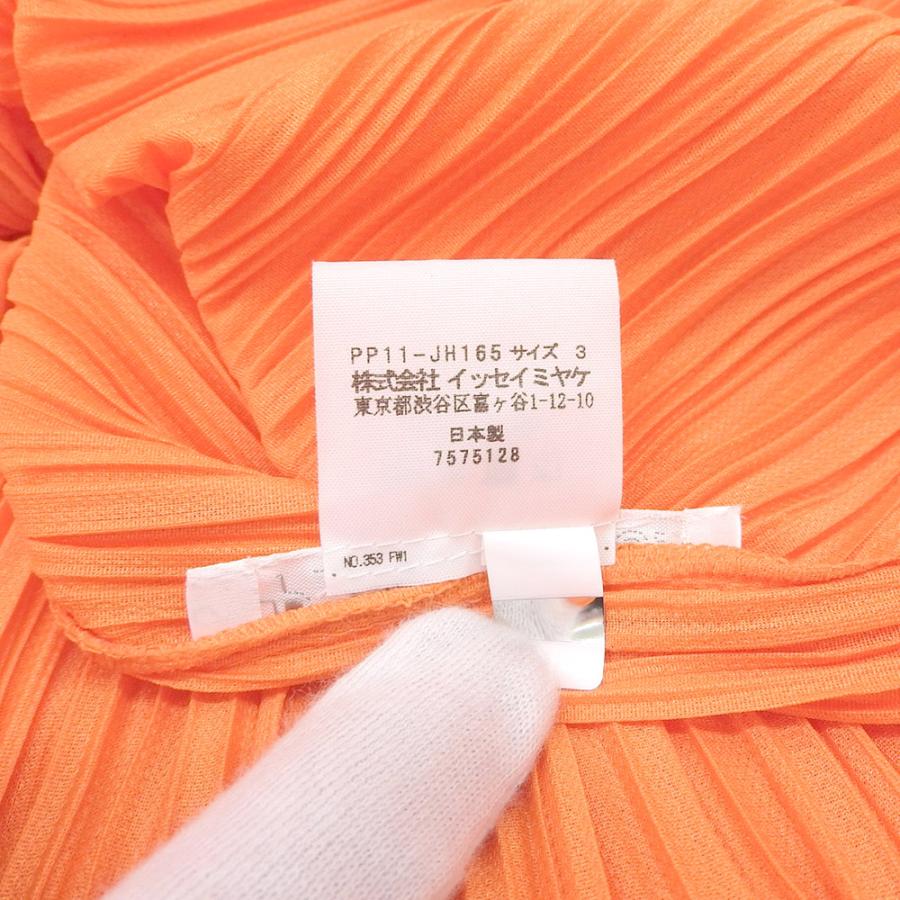 PP11-JH165 サイズ 3
株式会社 イッセイミヤケ
東京都渋谷区嘉ヶ谷1-12-10
日本製
7575128
NO.353 FW1